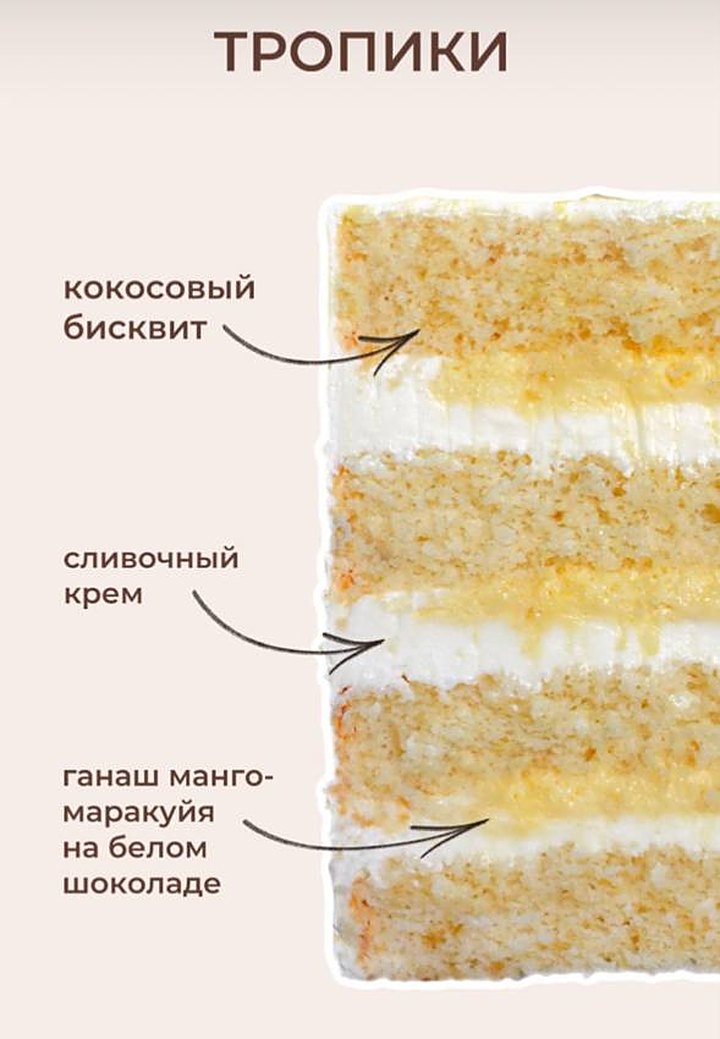 ТРОПИКИ
кокосовый
бисквит
сливочный
крем
ганаш манго-
маракуйя
на белом
шоколаде